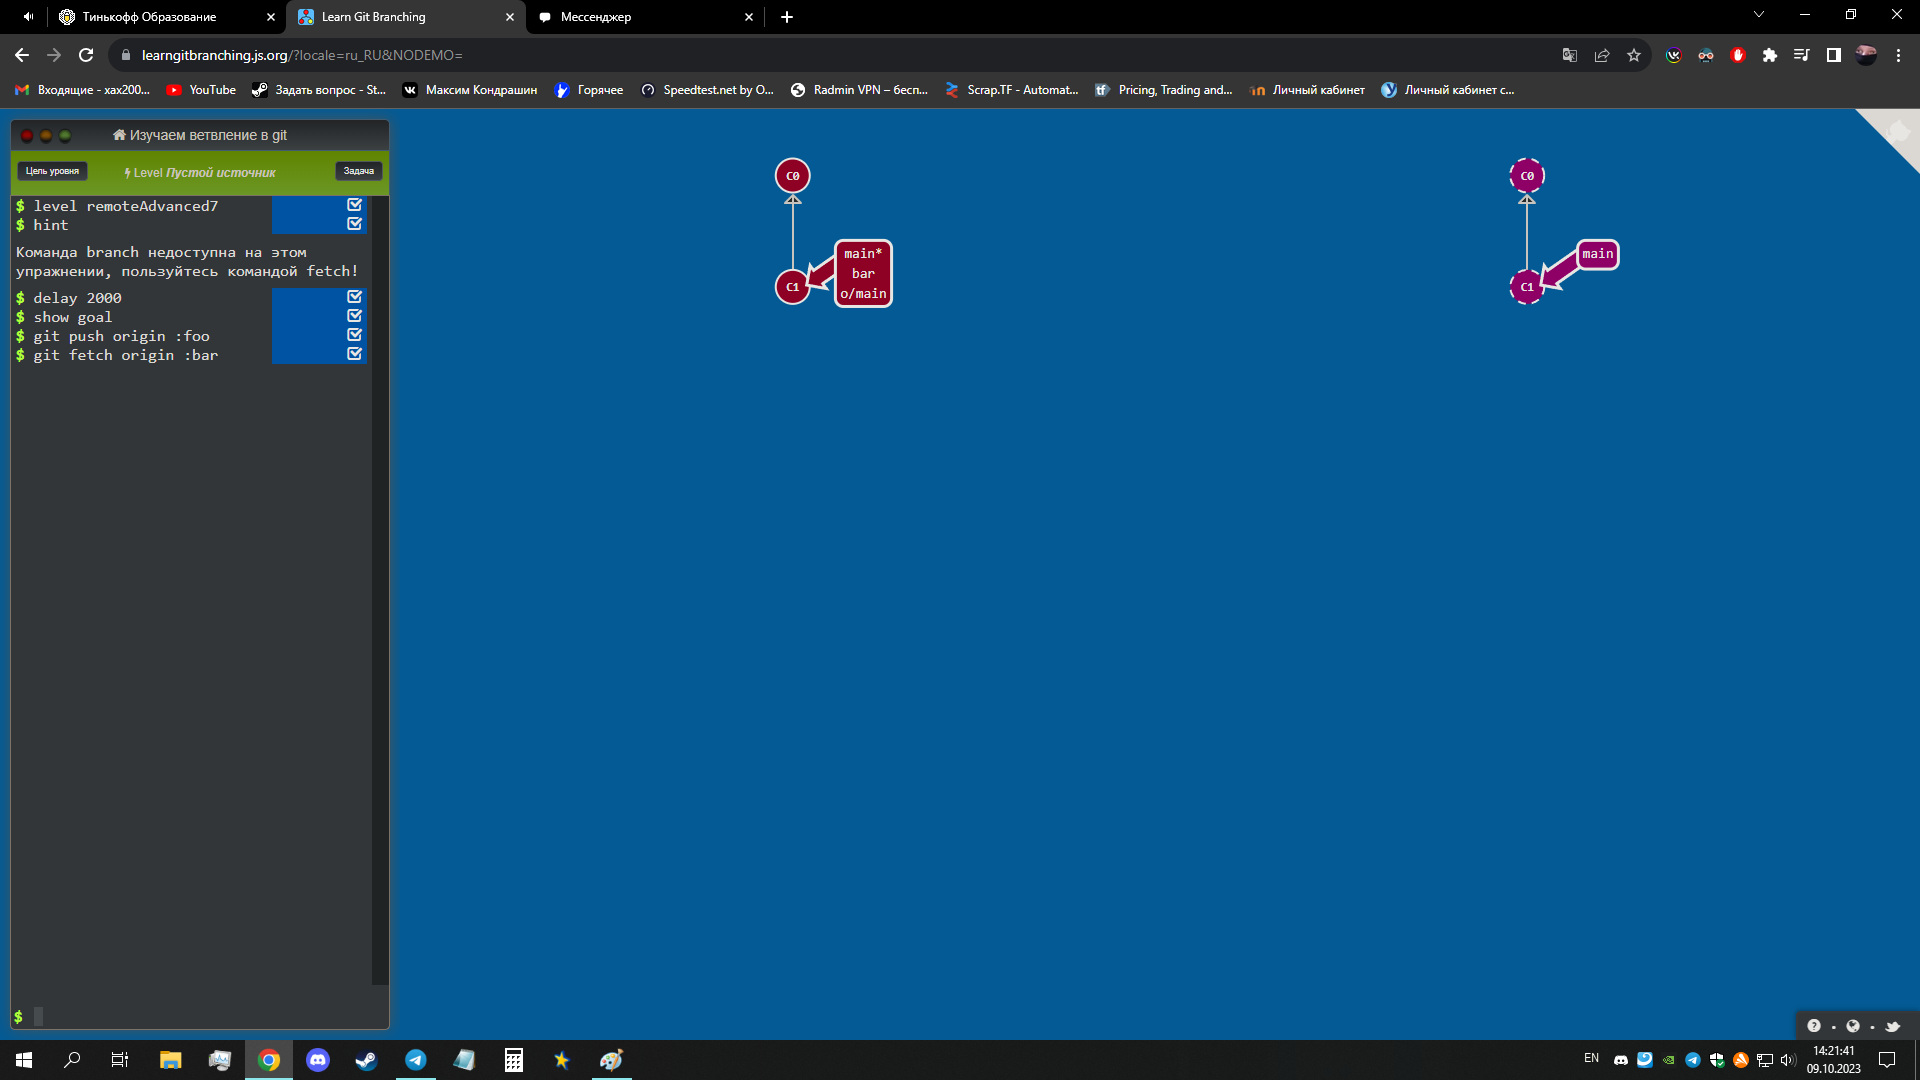 Тинькофф Образование
Learn Git Branching
Мессенджер
learngitbranching.js.org/?locale=ru_RU&NODEMO=
Входящие - xax200...
YouTube
Задать вопрос - St...
Максим Кондрашин
Горячее
Speedtest.net by O...
Radmin VPN – бесп...
Scrap.TF - Automat...
Pricing, Trading and...
Личный кабинет
Личный кабинет с...
Изучаем ветвление в git
Цель уровня
Level Пустой источник
Задача
$ level remoteAdvanced7
$ hint
Команда branch недоступна на этом
упражнении, пользуйтесь командой fetch!
$ delay 2000
$ show goal
$ git push origin :foo
$ git fetch origin :bar
$
C0
C1
main*
bar
o/main
C0
C1
main
EN
14:21:41
09.10.2023